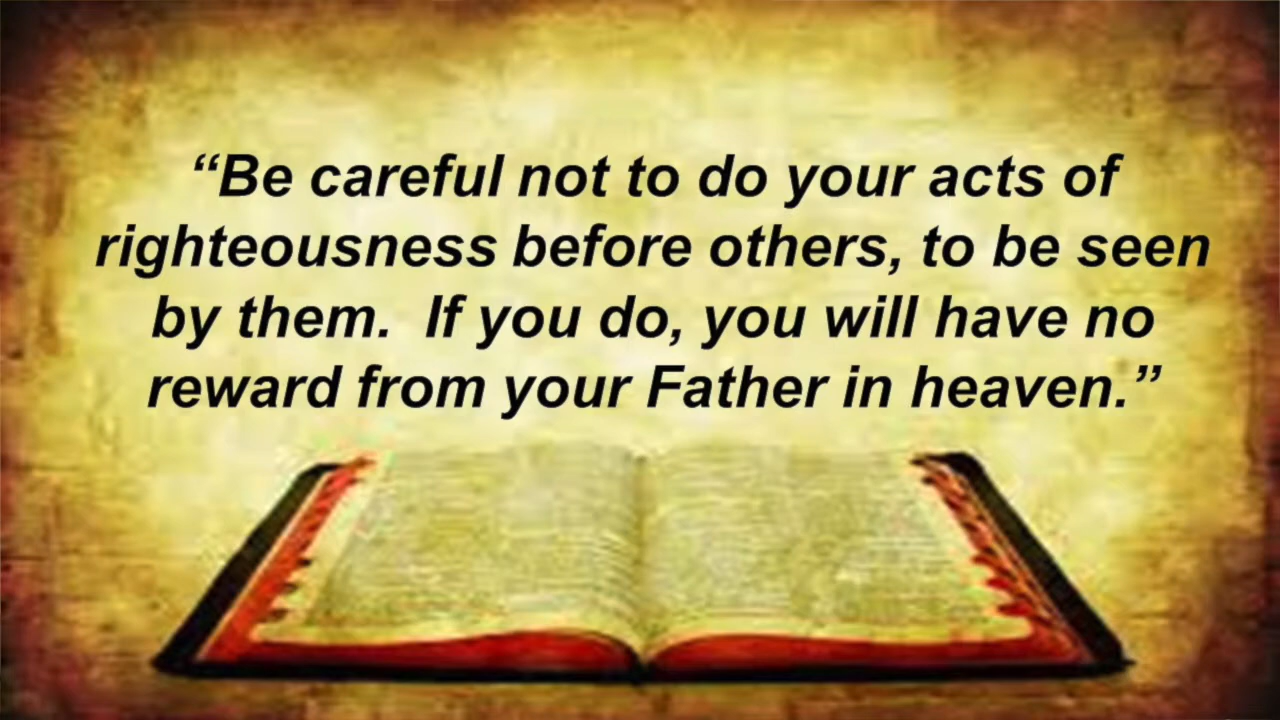 “Be careful not to do your acts of
righteousness before others, to be seen
by them.  If you do, you will have no
reward from your Father in heaven.”